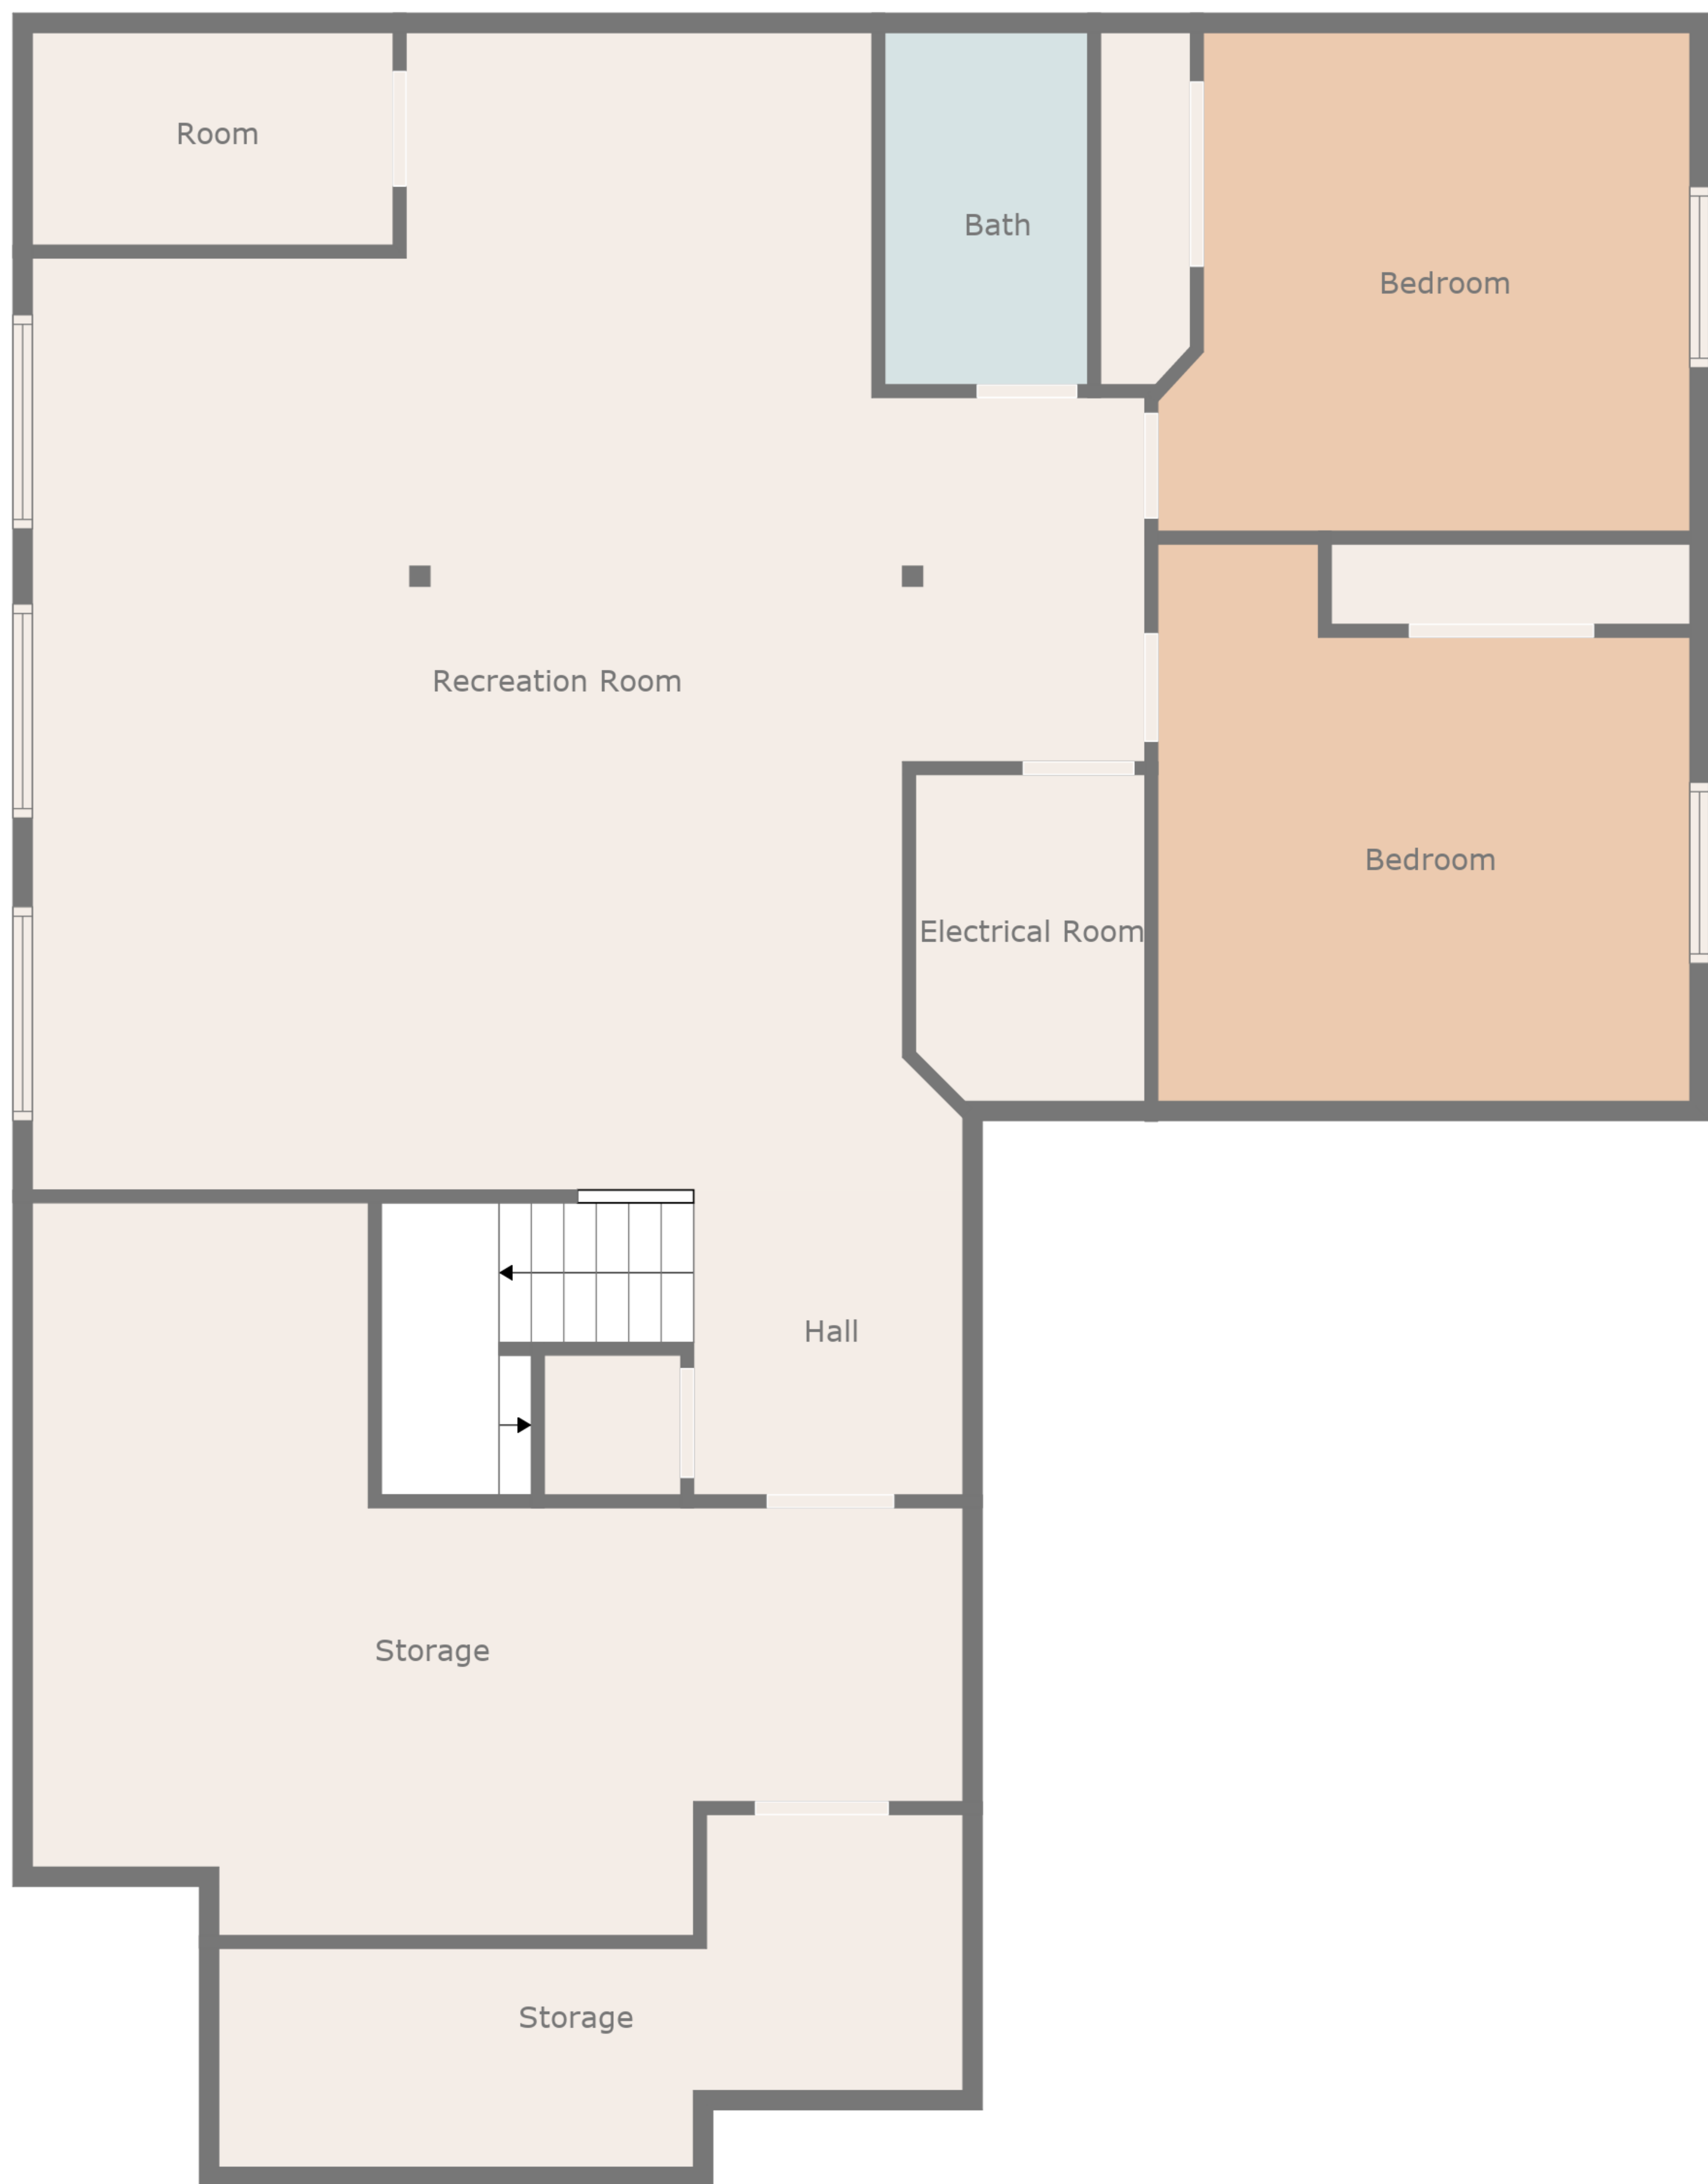 Room
Bath
Bedroom
Recreation Room
Bedroom
Electrical Room
Hall
Storage
Storage